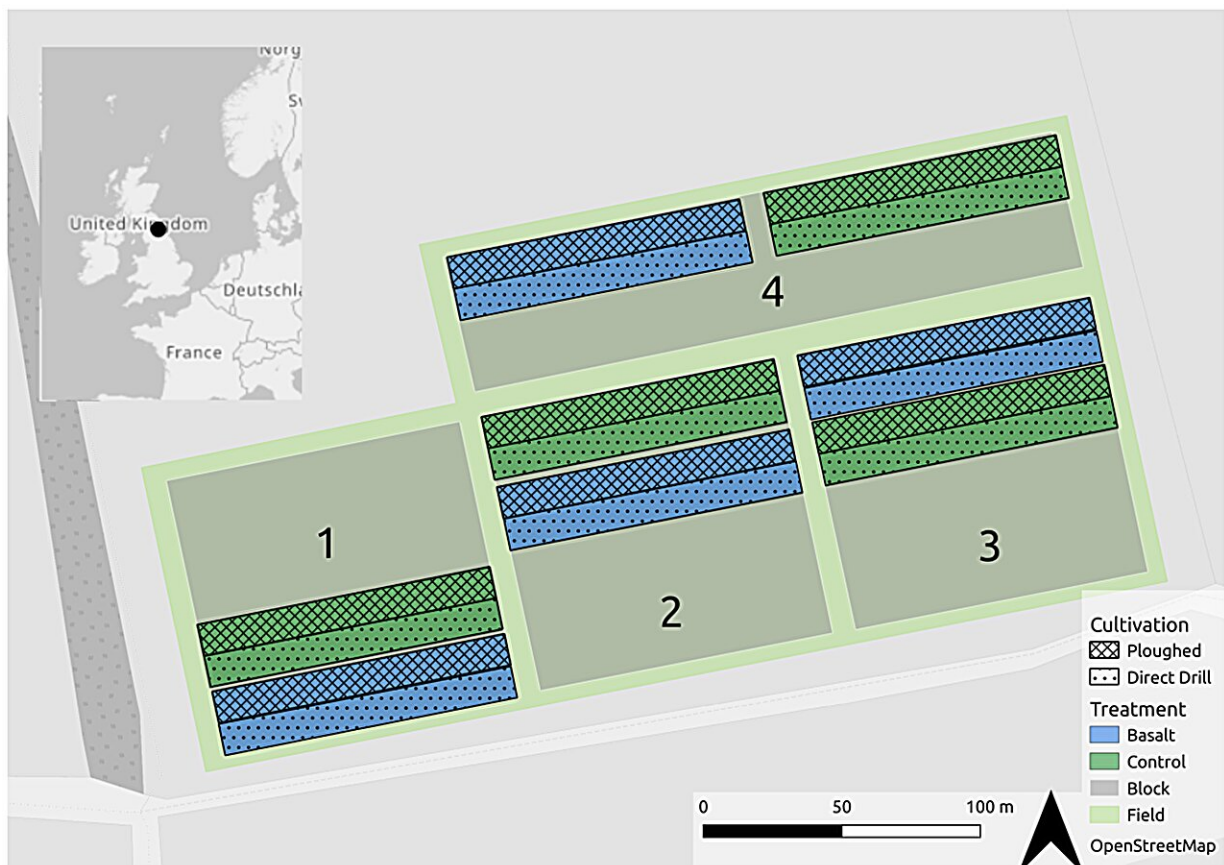 Norg
Sv
United Kingdom
Deutschla
France
4
1
2
3
Cultivation
Ploughed
Direct Drill
Treatment
Basalt
Control
Block
Field
OpenStreetMap
0 50 100 m